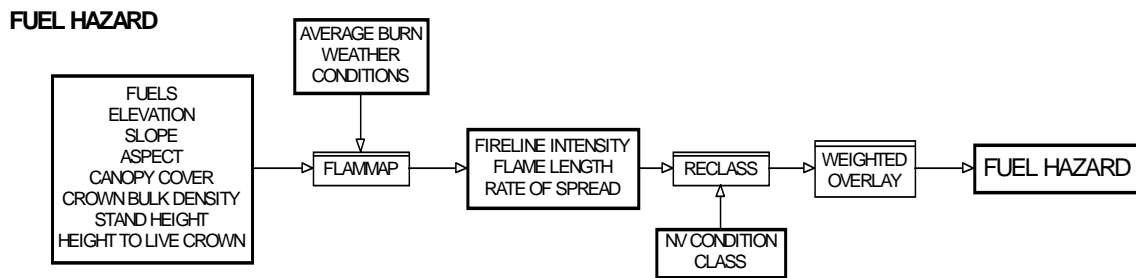 FUEL HAZARD
AVERAGE BURN
WEATHER
CONDITIONS
FUELS
ELEVATION
SLOPE
ASPECT
CANOPY COVER
CROWN BULK DENSITY
STAND HEIGHT
HEIGHT TO LIVE CROWN
FLAMMAP
FIRELINE INTENSITY
FLAME LENGTH
RATE OF SPREAD
RECLASS
NV CONDITION
CLASS
WEIGHTED
OVERLAY
FUEL HAZARD